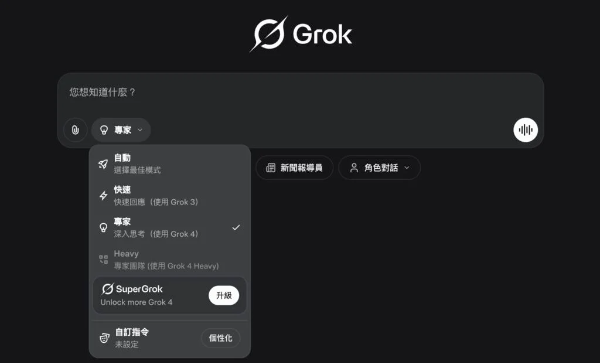 Grok
您想知道什麼？
專家
新聞報導員
角色對話
自動
選擇最佳模式
快速
快速回應（使用 Grok 3）
專家
深入思考（使用 Grok 4）
Heavy
專家團隊 (使用 Grok 4 Heavy)
SuperGrok
Unlock more Grok 4
升級
自訂指令
未設定
個性化